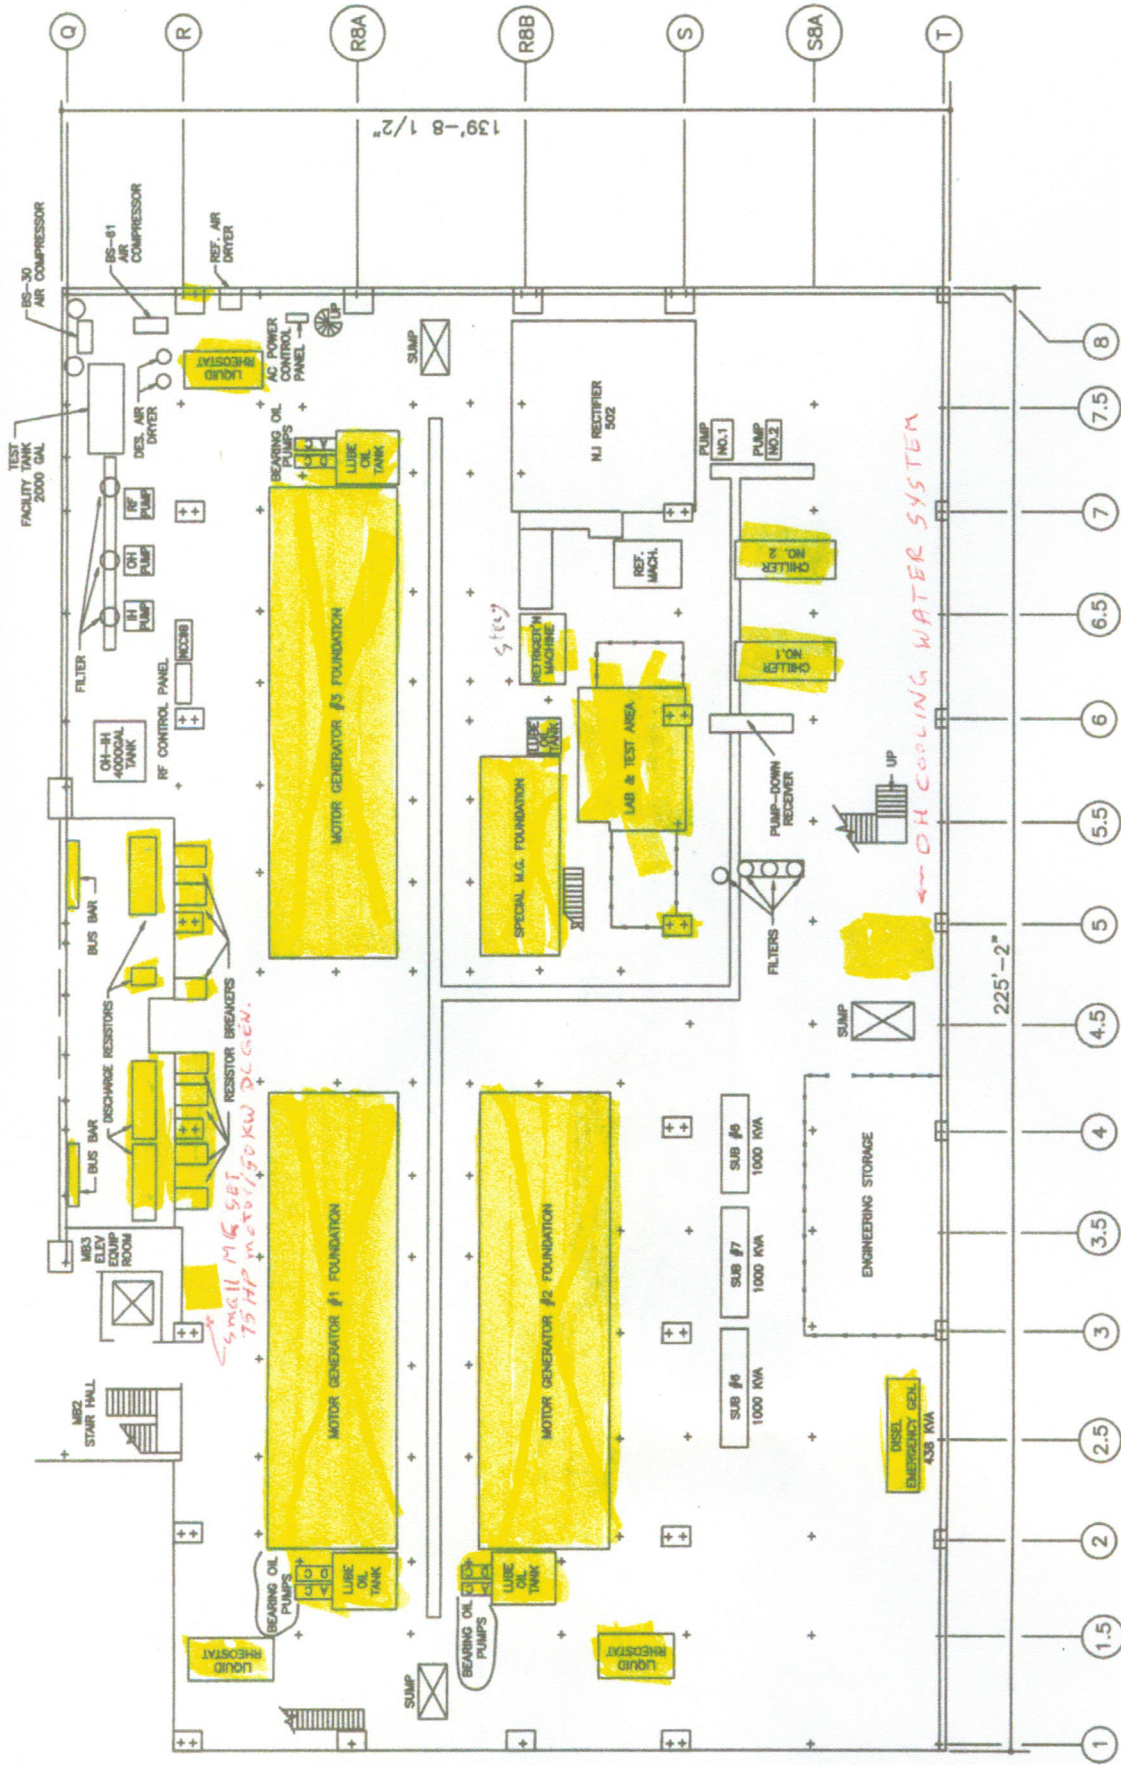 Q
R
R8A
R8B
S
S8A
T
139'-8 1/2"
225'-2"
1
1.5
2
2.5
3
3.5
4
4.5
5
5.5
6
6.5
7
7.5
8
TEST
FACILITY TANK
2000 GAL
BS-30
AIR COMPRESSOR
BS-81
AIR
COMPRESSOR
REF. AIR
DRYER
DES. AIR
DRYER
LIQUID
RHEOSTAT
AC POWER
CONTROL
PANEL
UP
SUMP
FILTER
IH
PUMP
OH
PUMP
RF
PUMP
MCC9B
RF CONTROL PANEL
OH-IH
4000GAL
TANK
BEARING OIL
PUMPS
LUBE
OIL
TANK
MOTOR GENERATOR #3 FOUNDATION
BUS BAR
BUS BAR
DISCHARGE RESISTORS
RESISTOR BREAKERS
MB3
ELEV
EQUIP
ROOM
MB2
STAIR HALL
small MG SET
75 HP motor/50 KW DC GEN.
MOTOR GENERATOR #1 FOUNDATION
BEARING OIL
PUMPS
LUBE
OIL
TANK
LIQUID
RHEOSTAT
SUMP
MOTOR GENERATOR #2 FOUNDATION
BEARING OIL
PUMPS
LUBE
OIL
TANK
LIQUID
RHEOSTAT
N.I RECTIFIER
502
REF.
MACH.
stay
REFRIGER'N
MACHINE
LUBE
OIL
TANK
SPECIAL M.G. FOUNDATION
LAB & TEST AREA
PUMP
NO.1
PUMP
NO.2
CHILLER
NO. 2
CHILLER
NO.1
PUMP-DOWN
RECEIVER
UP
FILTERS
OH COOLING WATER SYSTEM
SUMP
ENGINEERING STORAGE
SUB #8
1000 KVA
SUB #7
1000 KVA
SUB #6
1000 KVA
DISEL
EMERGENCY GEN.
438 KVA